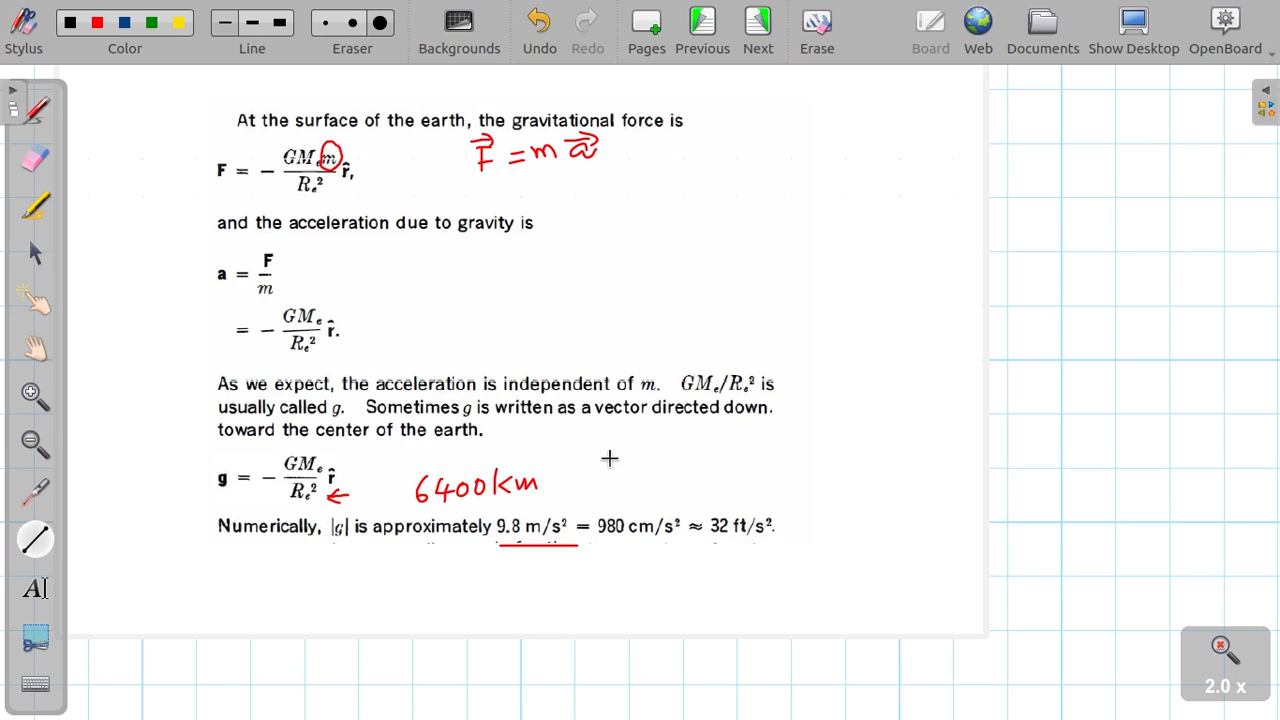 Stylus Color Line Eraser Backgrounds Undo Redo Pages Previous Next Erase Board Web Documents Show Desktop OpenBoard
At the surface of the earth, the gravitational force is
F = − GMₑm / Rₑ² r̂,
F⃗ = m a⃗
and the acceleration due to gravity is
a = F / m
= − GMₑ / Rₑ² r̂.
As we expect, the acceleration is independent of m. GMₑ/Rₑ² is
usually called g. Sometimes g is written as a vector directed down.
toward the center of the earth.
g = − GMₑ / Rₑ² r̂
6400km
Numerically, |g| is approximately 9.8 m/s² = 980 cm/s² ≈ 32 ft/s².
2.0 x